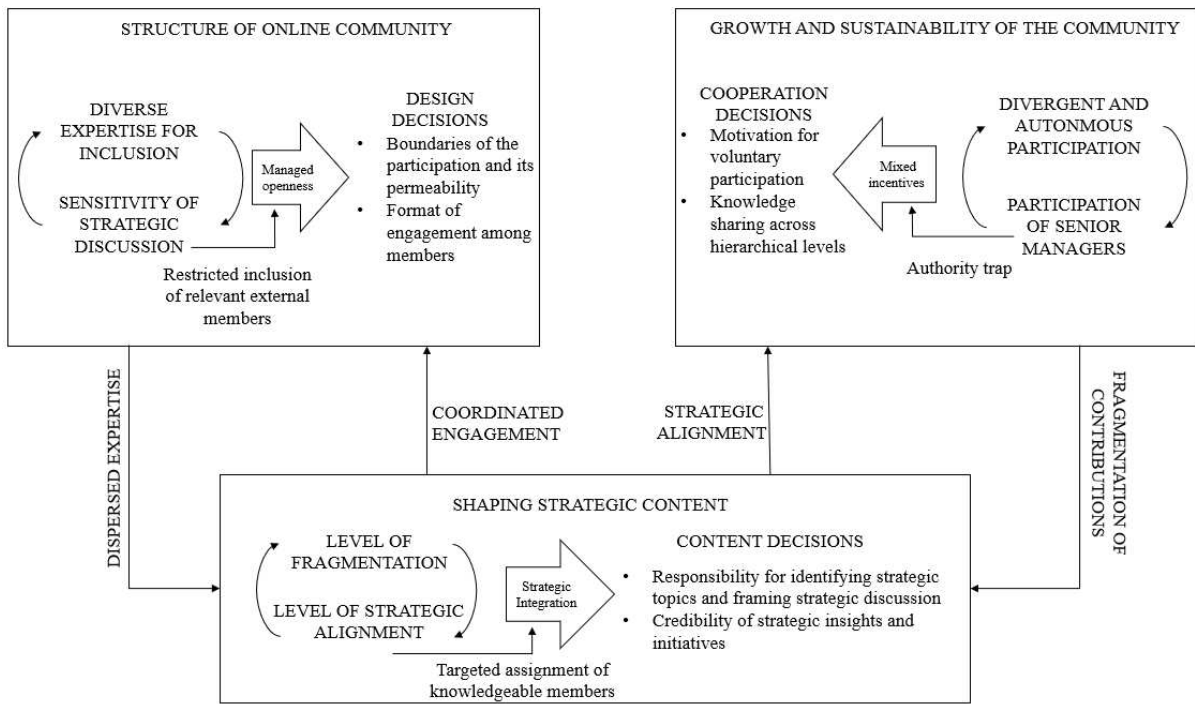 STRUCTURE OF ONLINE COMMUNITY
DIVERSE
EXPERTISE FOR
INCLUSION
SENSITIVITY OF
STRATEGIC
DISCUSSION
Managed
openness
Restricted inclusion
of relevant external
members
DESIGN
DECISIONS
• Boundaries of the
participation and its
permeability
• Format of
engagement among
members
GROWTH AND SUSTAINABILITY OF THE COMMUNITY
COOPERATION
DECISIONS
• Motivation for
voluntary
participation
• Knowledge
sharing across
hierarchical levels
Mixed
incentives
DIVERGENT AND
AUTONMOUS
PARTICIPATION
PARTICIPATION
OF SENIOR
MANAGERS
Authority trap
DISPERSED EXPERTISE
COORDINATED
ENGAGEMENT
STRATEGIC
ALIGNMENT
FRAGMENTATION OF
CONTRIBUTIONS
SHAPING STRATEGIC CONTENT
LEVEL OF
FRAGMENTATION
LEVEL OF STRATEGIC
ALIGNMENT
Strategic
Integration
Targeted assignment of
knowledgeable members
CONTENT DECISIONS
• Responsibility for identifying strategic
topics and framing strategic discussion
• Credibility of strategic insights and
initiatives